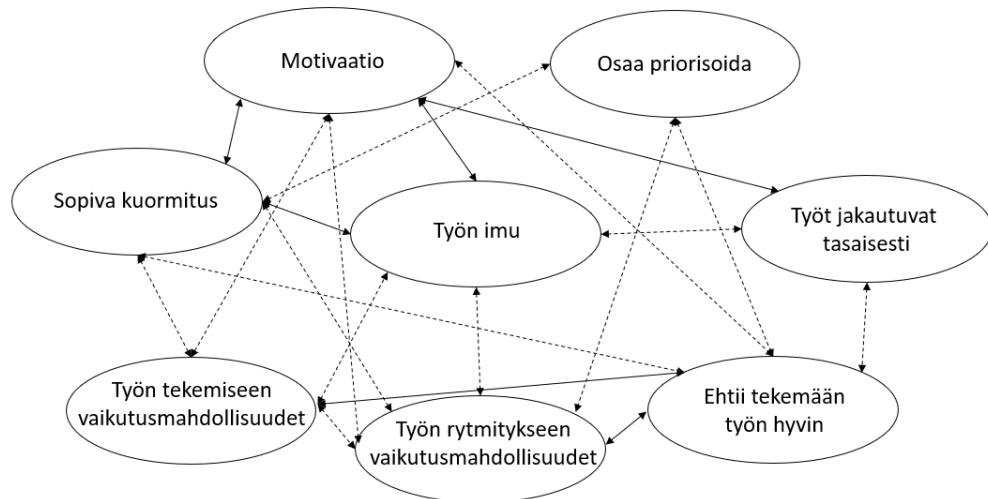 Motivaatio
Osaa priorisoida
Sopiva kuormitus
Työn imu
Työt jakautuvat
tasaisesti
Työn tekemiseen
vaikutusmahdollisuudet
Työn rytmitykseen
vaikutusmahdollisuudet
Ehtii tekemään
työn hyvin